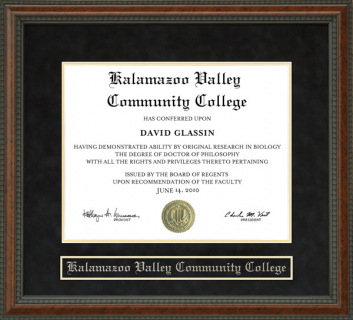 Kalamazoo Valley
Community College
HAS CONFERRED UPON
DAVID GLASSIN
HAVING DEMONSTRATED ABILITY BY ORIGINAL RESEARCH IN BIOLOGY
THE DEGREE OF DOCTOR OF PHILOSOPHY
WITH ALL THE RIGHTS AND PRIVILEGES THERETO PERTAINING
ISSUED BY THE BOARD OF REGENTS
UPON RECOMMENDATION OF THE FACULTY
JUNE 14, 2010
PROVOST
PRESIDENT
Kalamazoo Valley Community College